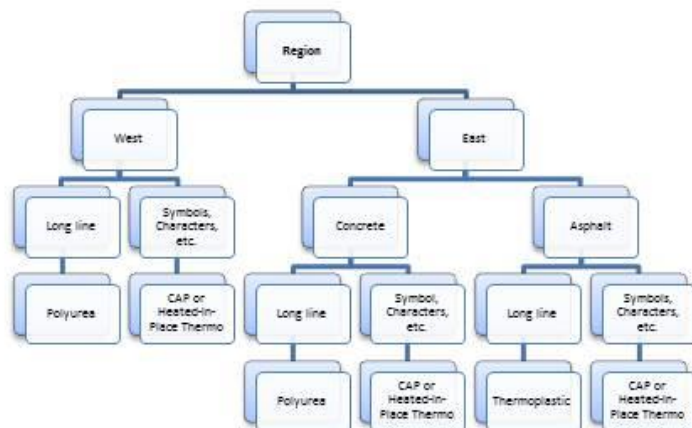 Region
West
East
Long line
Symbols,
Characters,
etc.
Concrete
Asphalt
Polyurea
CAP or
Heated-In-
Place Thermo
Long line
Symbol,
Characters,
etc.
Long line
Symbols,
Characters,
etc.
Polyurea
CAP or
Heated-In-
Place Thermo
Thermoplastic
CAP or
Heated-In-
Place Thermo